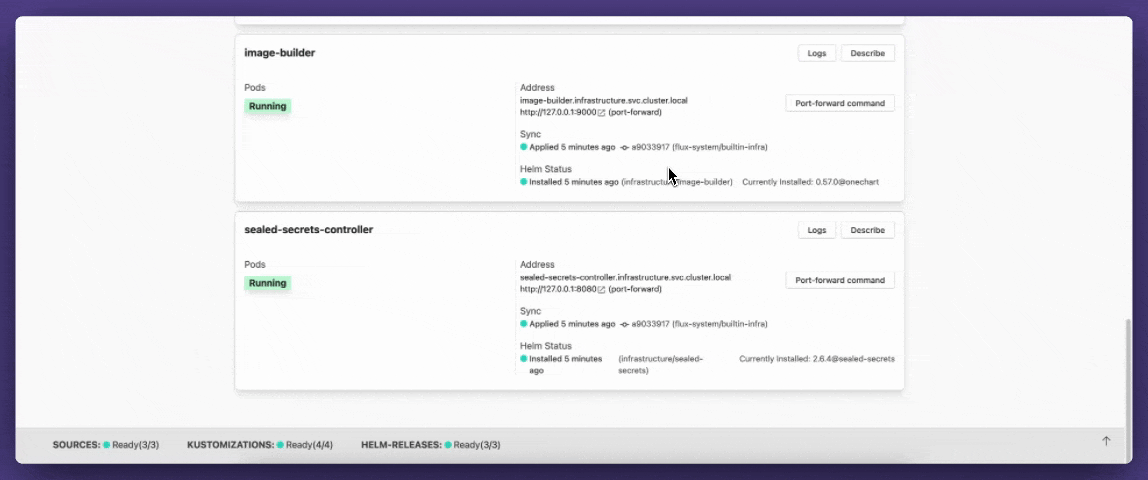 image-builder
Logs
Describe
Pods
Running
Address
image-builder.infrastructure.svc.cluster.local
http://127.0.0.1:9000 (port-forward)
Port-forward command
Sync
Applied 5 minutes ago a9033917 (flux-system/builtin-infra)
Helm Status
Installed 5 minutes ago (infrastructu image-builder) Currently Installed: 0.57.0@onechart
sealed-secrets-controller
Logs
Describe
Pods
Running
Address
sealed-secrets-controller.infrastructure.svc.cluster.local
http://127.0.0.1:8080 (port-forward)
Port-forward command
Sync
Applied 5 minutes ago a9033917 (flux-system/builtin-infra)
Helm Status
Installed 5 minutes (infrastructure/sealed- Currently Installed: 2.6.4@sealed-secrets
ago secrets)
SOURCES: Ready(3/3) KUSTOMIZATIONS: Ready(4/4) HELM-RELEASES: Ready(3/3)